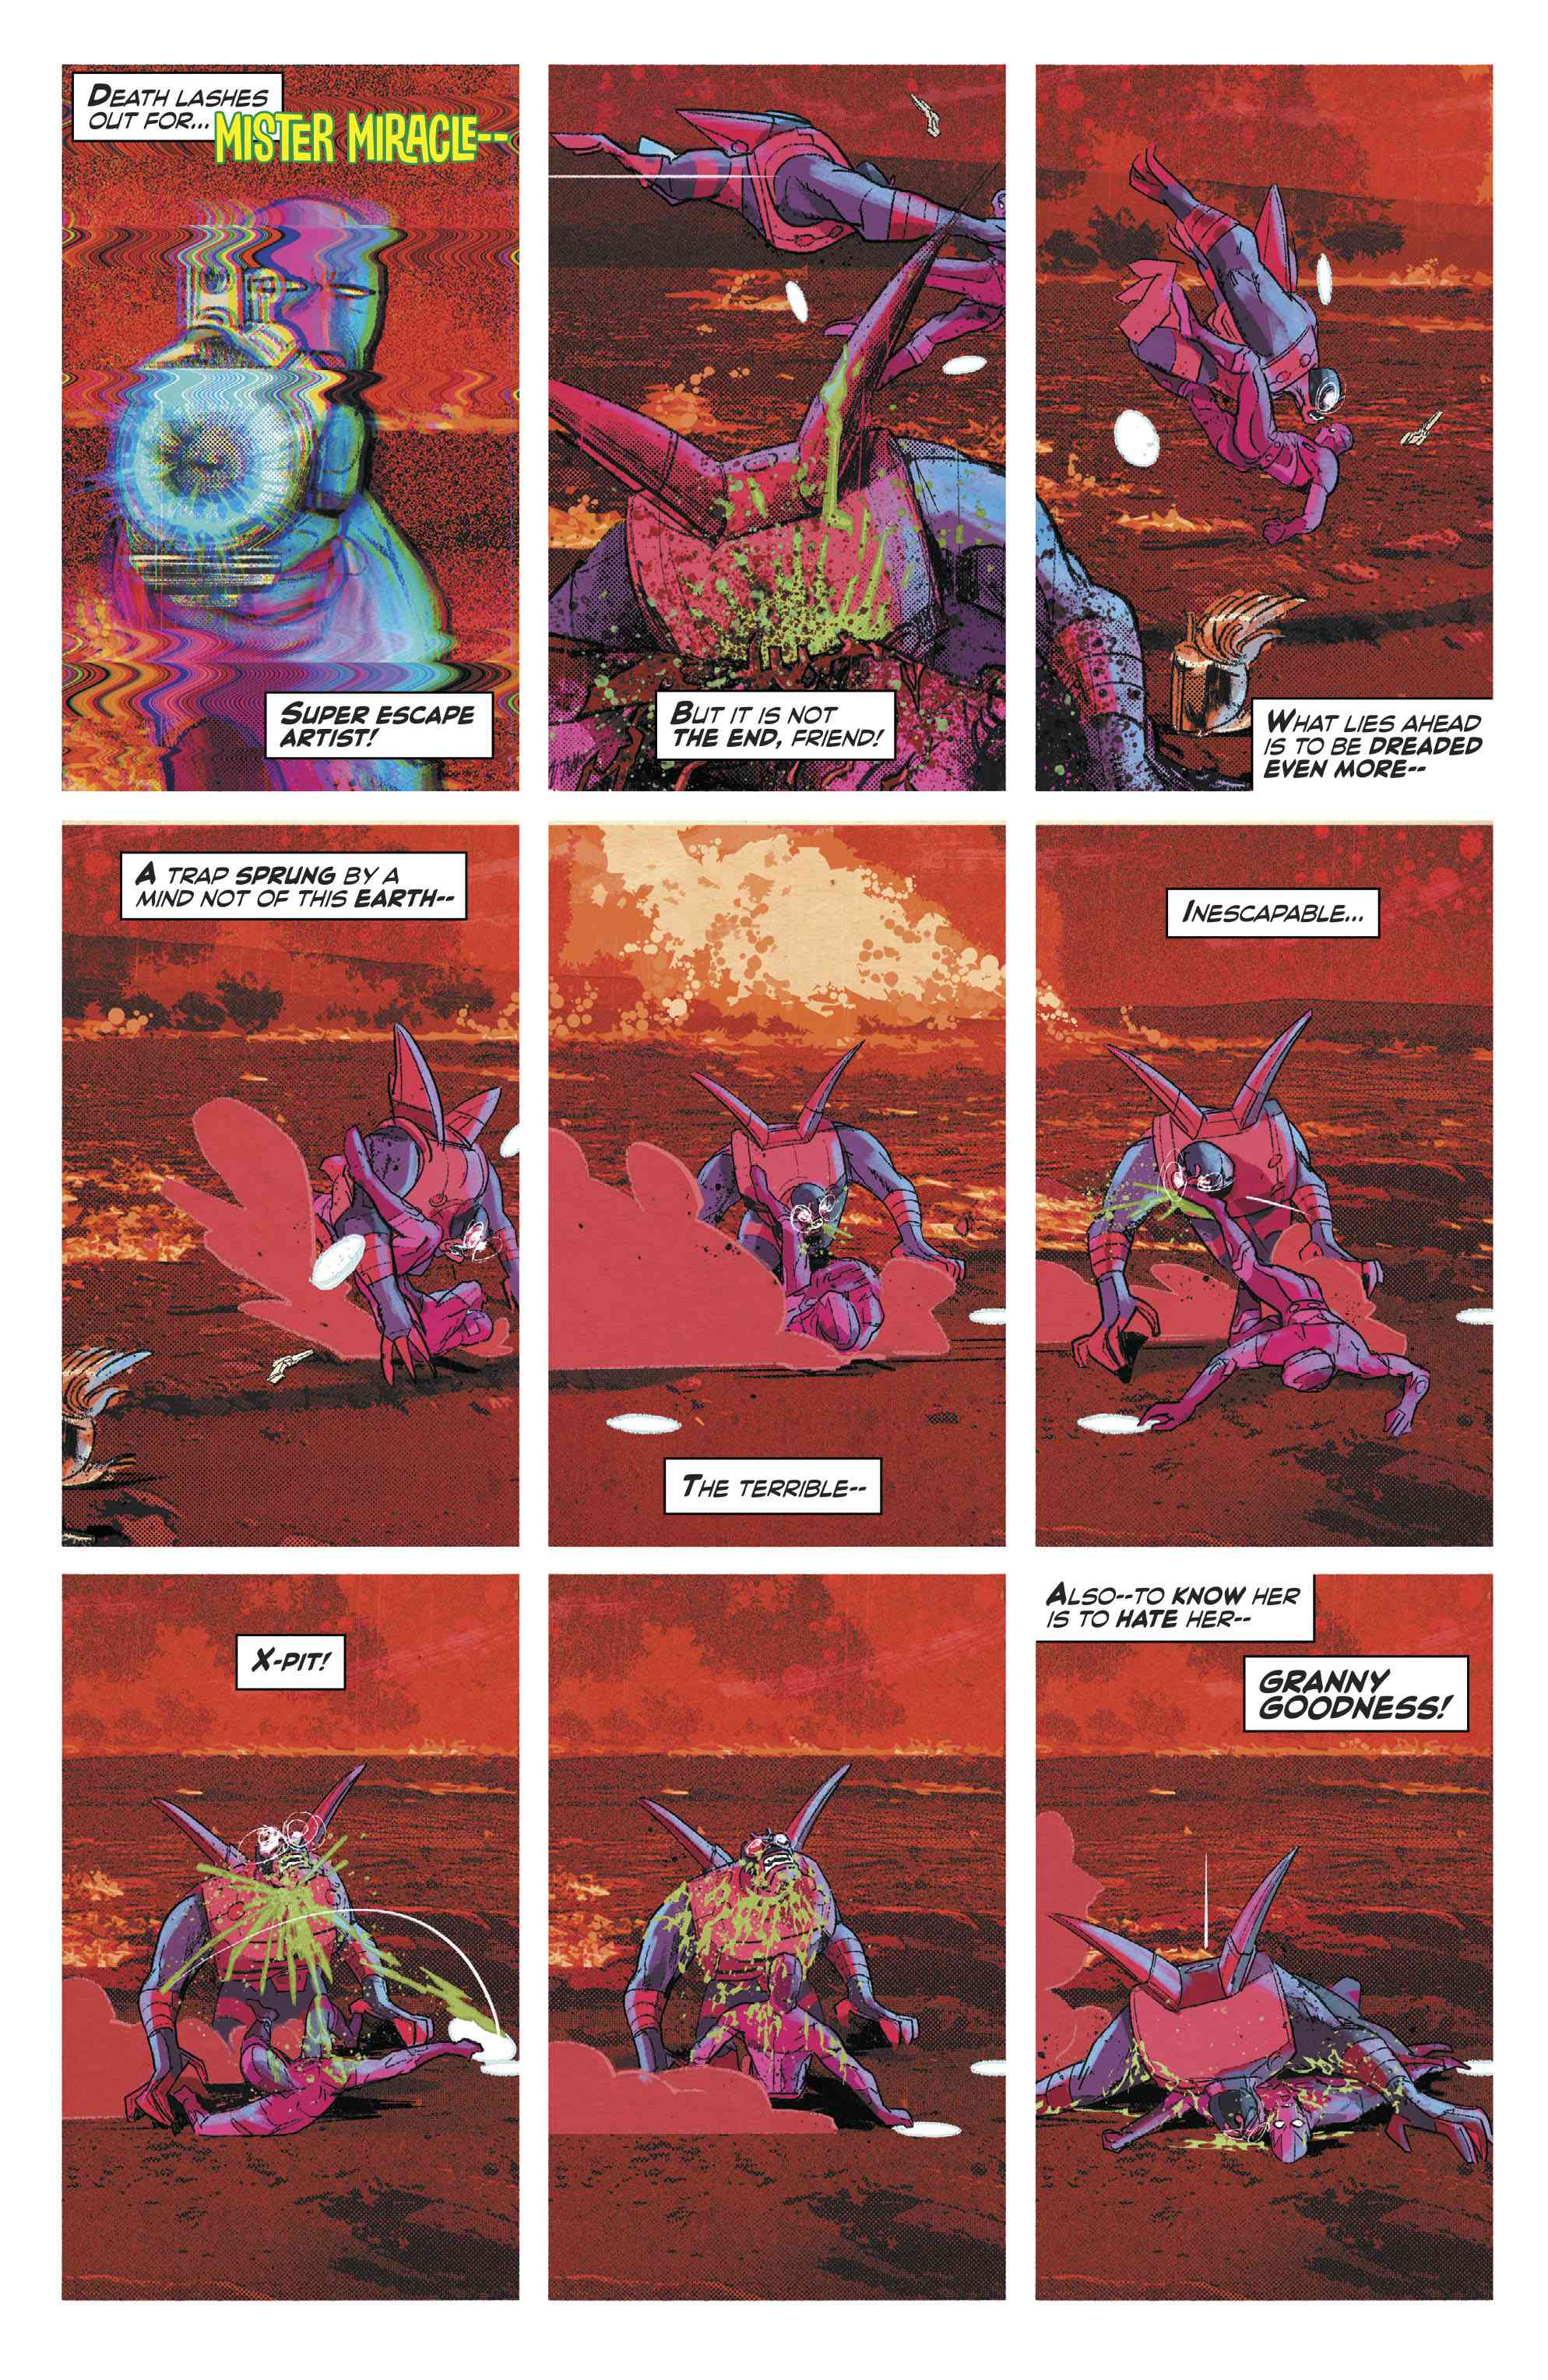 DEATH LASHES
OUT FOR... MISTER MIRACLE--
SUPER ESCAPE
ARTIST!
BUT IT IS NOT
THE END, FRIEND!
WHAT LIES AHEAD
IS TO BE DREADED
EVEN MORE--
A TRAP SPRUNG BY A
MIND NOT OF THIS EARTH--
THE TERRIBLE--
INESCAPABLE...
X-PIT!
ALSO--TO KNOW HER
IS TO HATE HER--
GRANNY
GOODNESS!